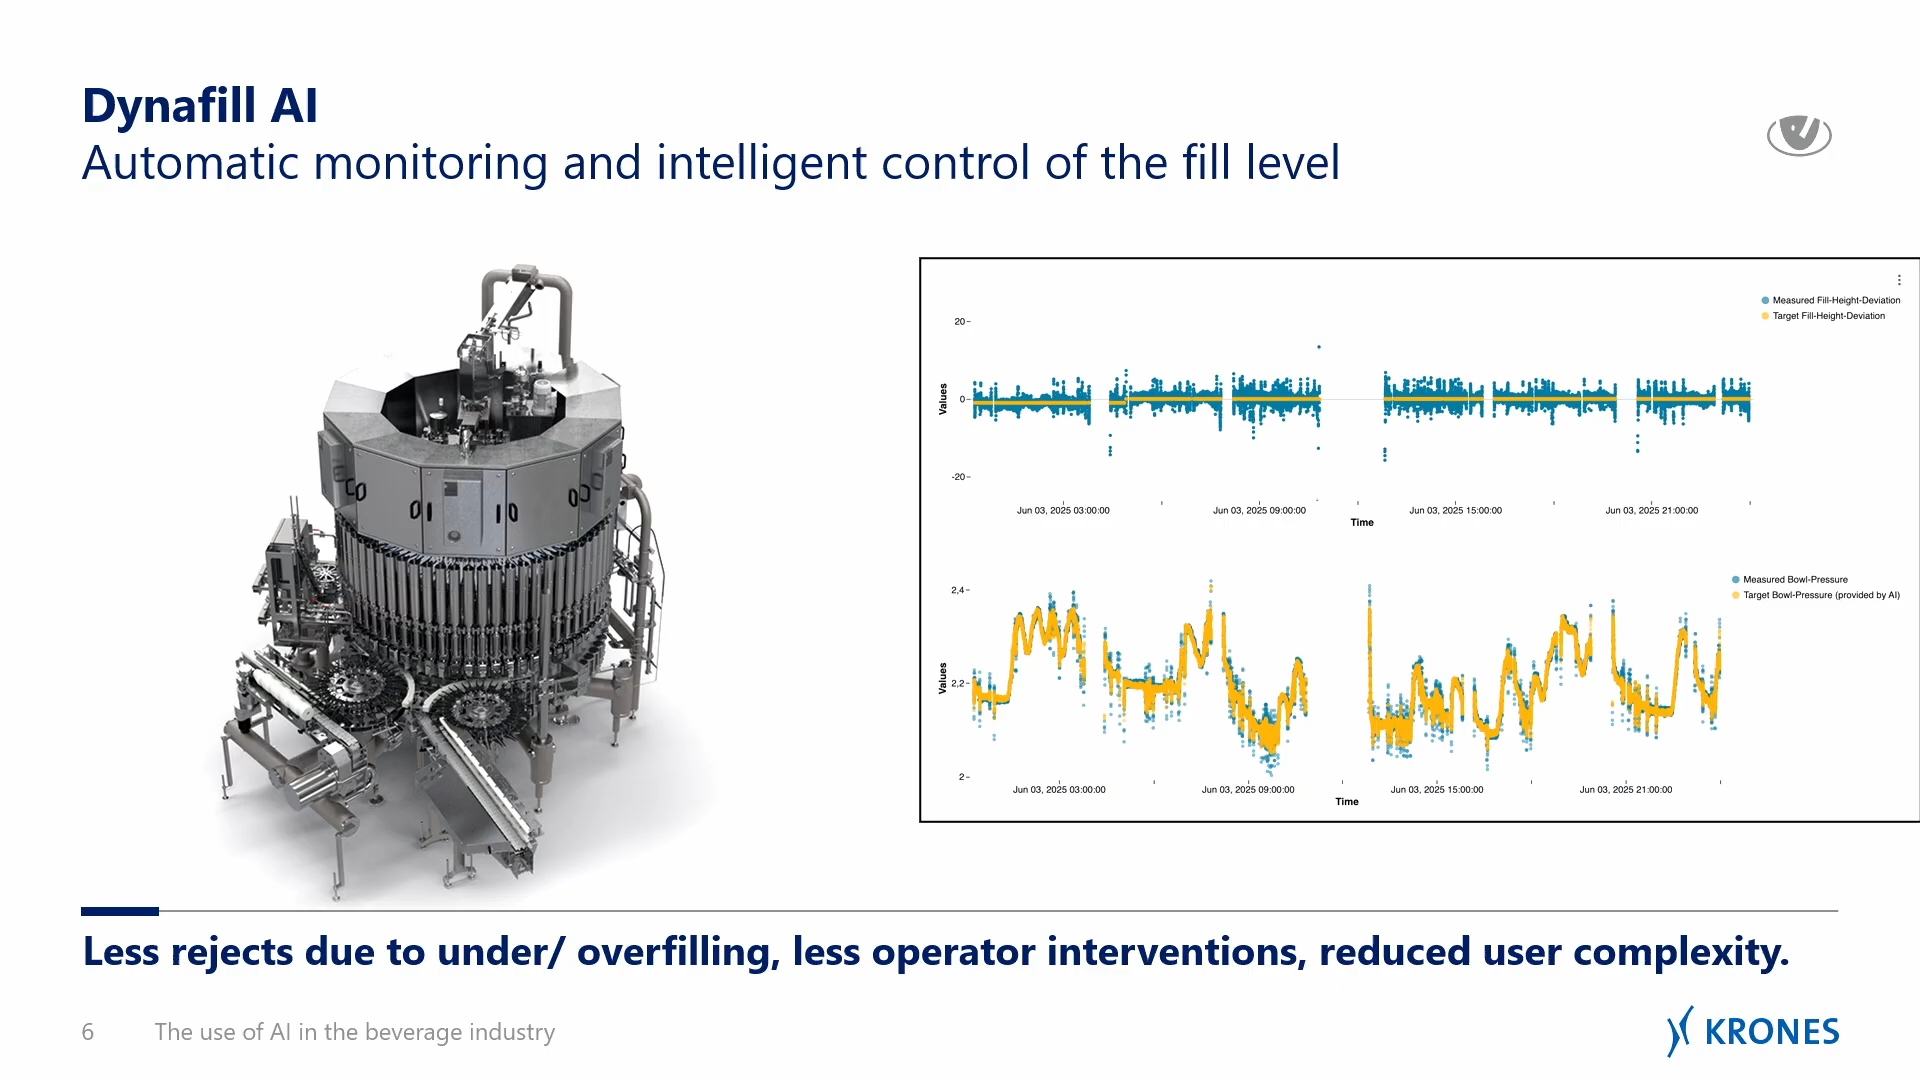 Dynafill AI
Automatic monitoring and intelligent control of the fill level
Measured Fill-Height-Deviation
Target Fill-Height-Deviation
20
0
-20
Values
Jun 03, 2025 03:00:00
Jun 03, 2025 09:00:00
Jun 03, 2025 15:00:00
Jun 03, 2025 21:00:00
Time
Measured Bowl-Pressure
Target Bowl-Pressure (provided by AI)
2,4
2,2
2
Values
Jun 03, 2025 03:00:00
Jun 03, 2025 09:00:00
Jun 03, 2025 15:00:00
Jun 03, 2025 21:00:00
Time
Less rejects due to under/ overfilling, less operator interventions, reduced user complexity.
6 The use of AI in the beverage industry
KRONES